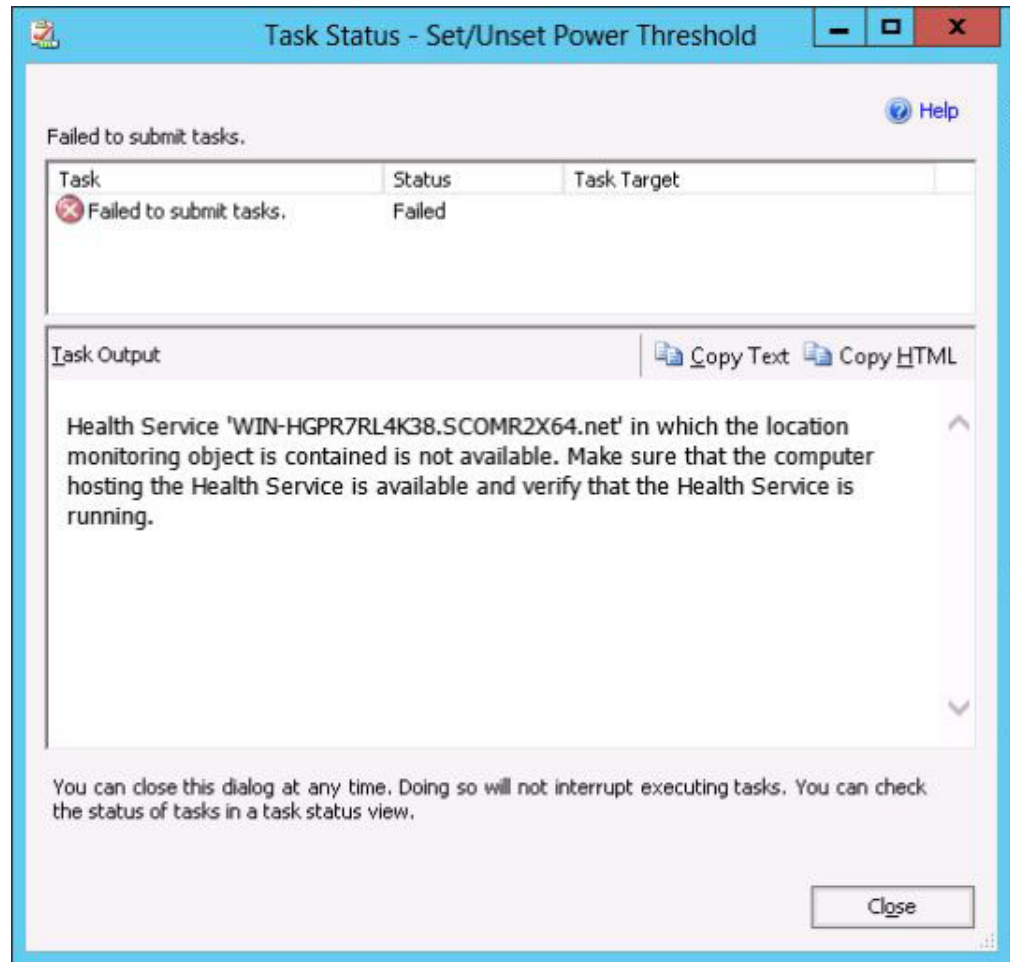 Task Status - Set/Unset Power Threshold
Help
Failed to submit tasks.
Task Status Task Target
Failed to submit tasks. Failed
Task Output Copy Text Copy HTML
Health Service 'WIN-HGPR7RL4K38.SCOMR2X64.net' in which the location
monitoring object is contained is not available. Make sure that the computer
hosting the Health Service is available and verify that the Health Service is
running.
You can close this dialog at any time. Doing so will not interrupt executing tasks. You can check
the status of tasks in a task status view.
Close